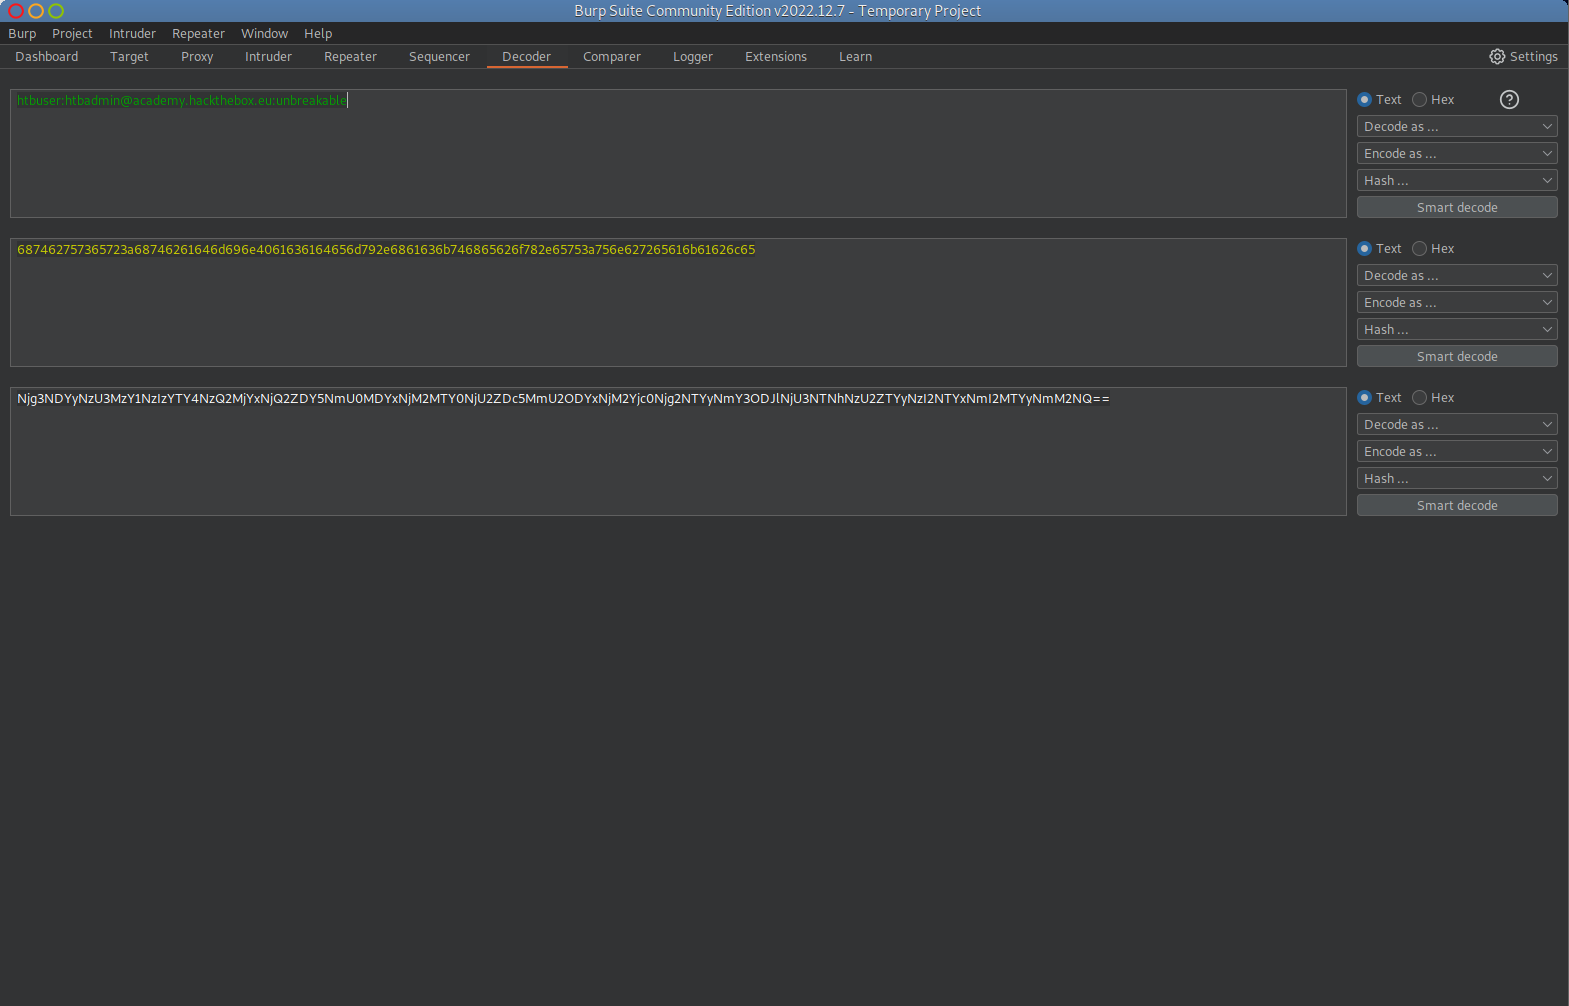 Burp Suite Community Edition v2022.12.7 - Temporary Project
Burp Project Intruder Repeater Window Help
Dashboard Target Proxy Intruder Repeater Sequencer Decoder Comparer Logger Extensions Learn Settings
htbuser:htbadmin@academy.hackthebox.eu:unbreakable
Text Hex ?
Decode as ...
Encode as ...
Hash ...
Smart decode
687462757365723a68746261646d696e4061636164656d792e6861636b746865626f782e65753a756e627265616b61626c65
Text Hex
Decode as ...
Encode as ...
Hash ...
Smart decode
Njg3NDYyNzU3MzY1NzIzYTY4NzQ2MjYxNjQ2ZDY5NmU0MDYxNjM2MTY0NjU2ZDc5MmU2ODYxNjM2Yjc0Njg2NTYyNmY3ODJlNjU3NTNhNzU2ZTYyNzI2NTYxNmI2MTYyNmM2NQ==
Text Hex
Decode as ...
Encode as ...
Hash ...
Smart decode